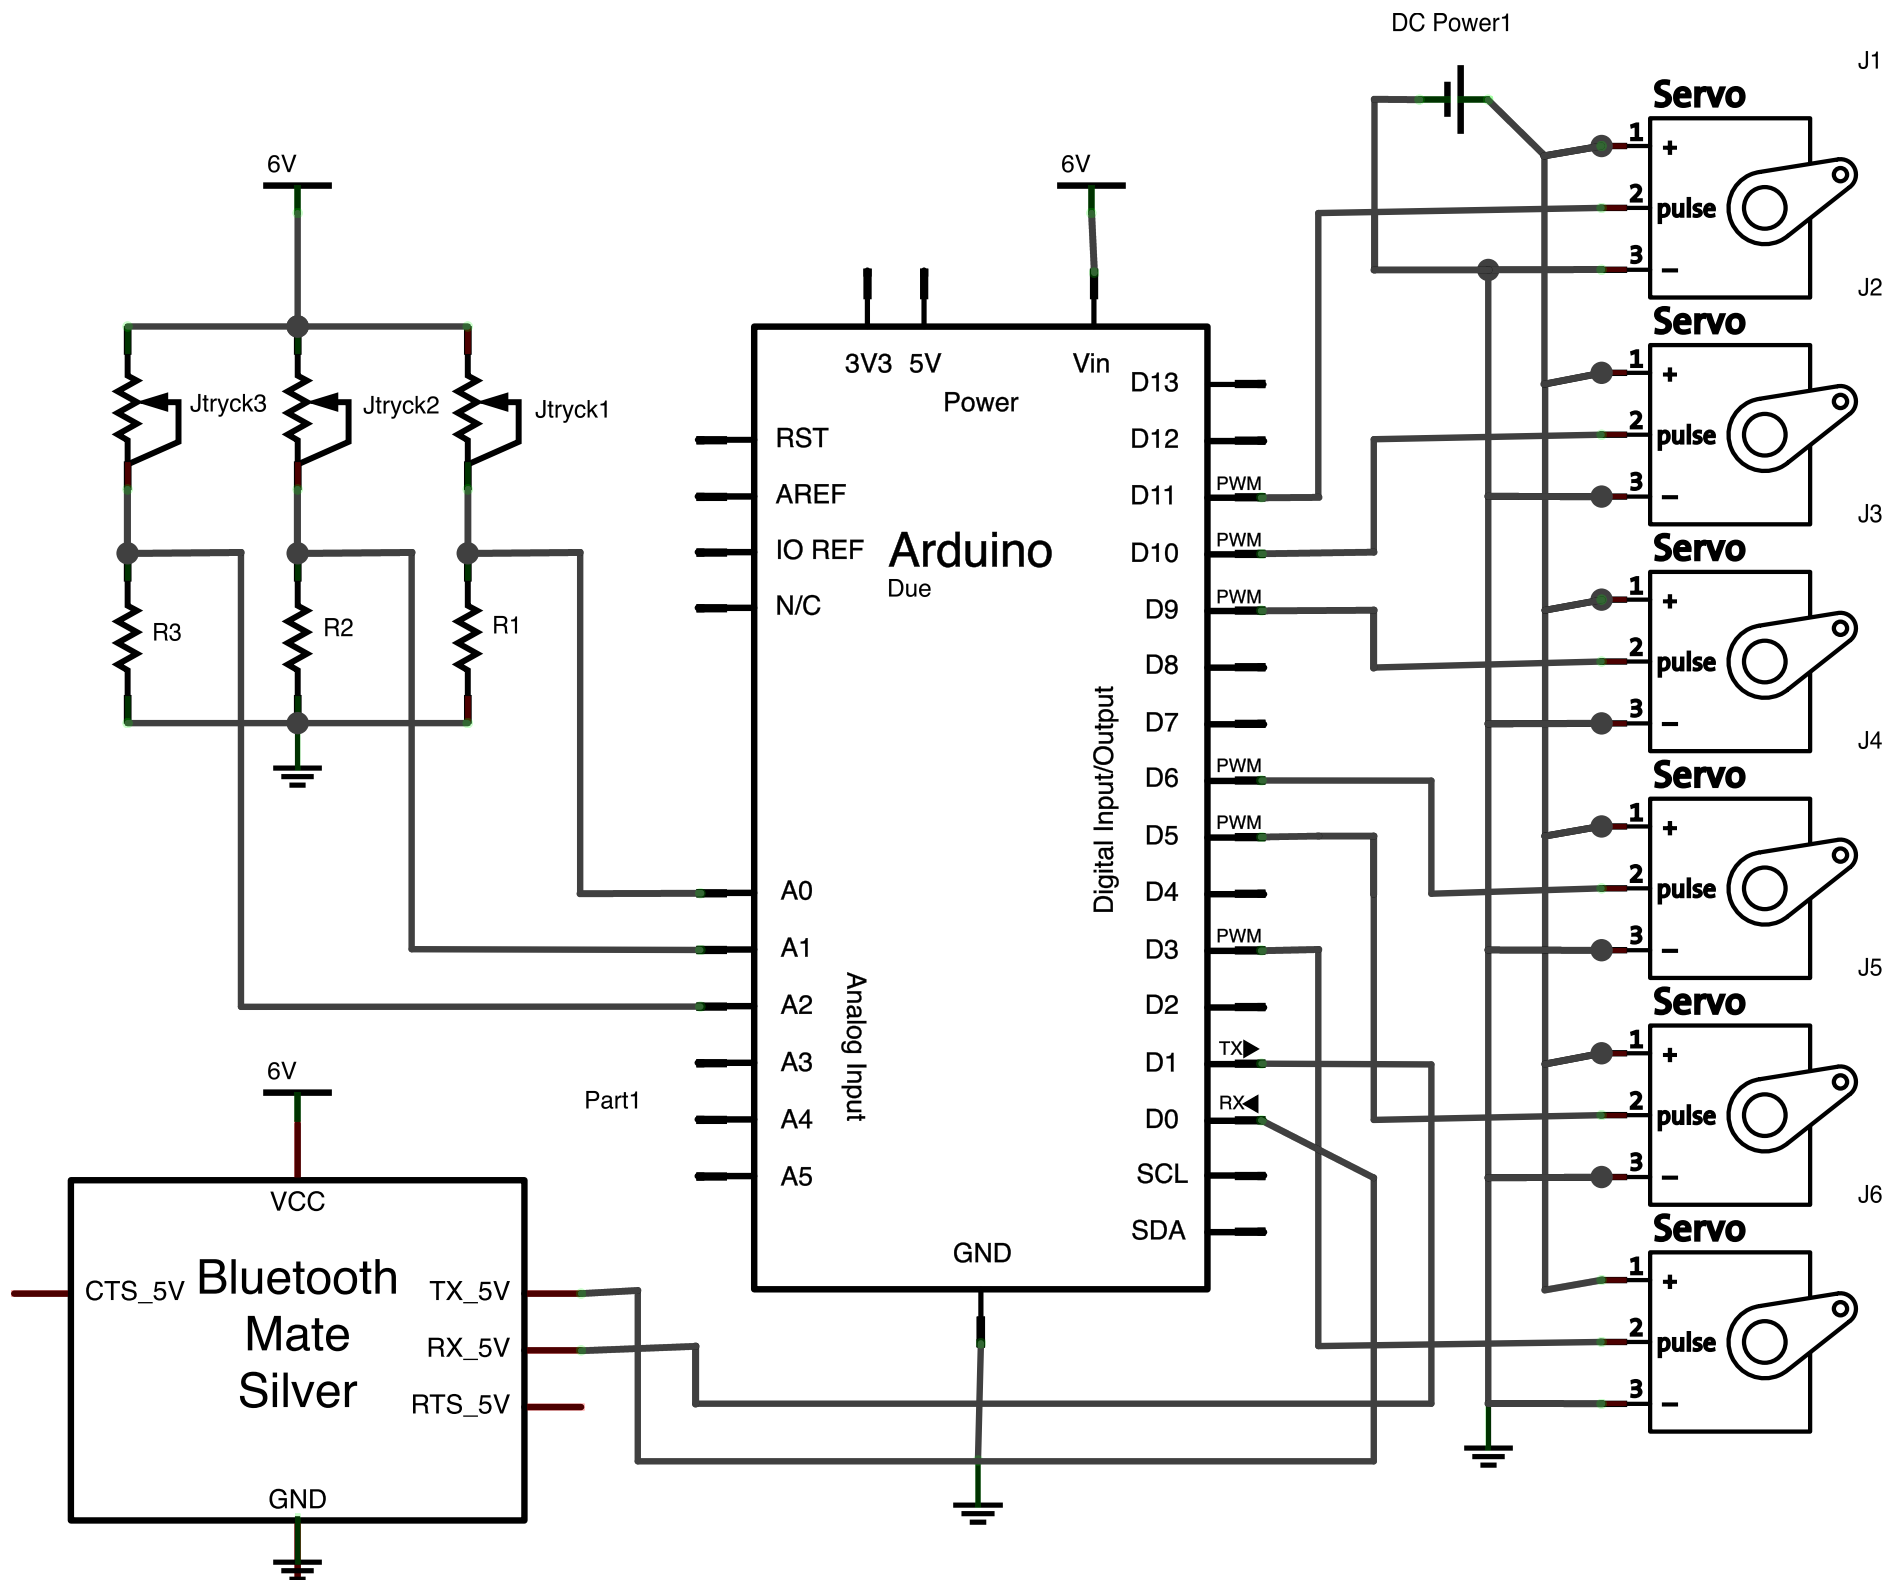 DC Power1
J1
Servo
1 +
2 pulse
3 −
J2
Servo
1 +
2 pulse
3 −
J3
Servo
1 +
2 pulse
3 −
J4
Servo
1 +
2 pulse
3 −
J5
Servo
1 +
2 pulse
3 −
J6
Servo
1 +
2 pulse
3 −
6V
Jtryck3
Jtryck2
Jtryck1
R3
R2
R1
6V
3V3
5V
Vin
Power
RST
AREF
IO REF
N/C
Arduino
Due
A0
A1
A2
A3
A4
A5
Analog Input
Part1
D13
D12
D11
PWM
D10
PWM
D9
PWM
D8
D7
D6
PWM
D5
PWM
D4
D3
PWM
D2
D1
TX
D0
RX
SCL
SDA
Digital Input/Output
GND
6V
VCC
CTS_5V
Bluetooth
Mate
Silver
TX_5V
RX_5V
RTS_5V
GND